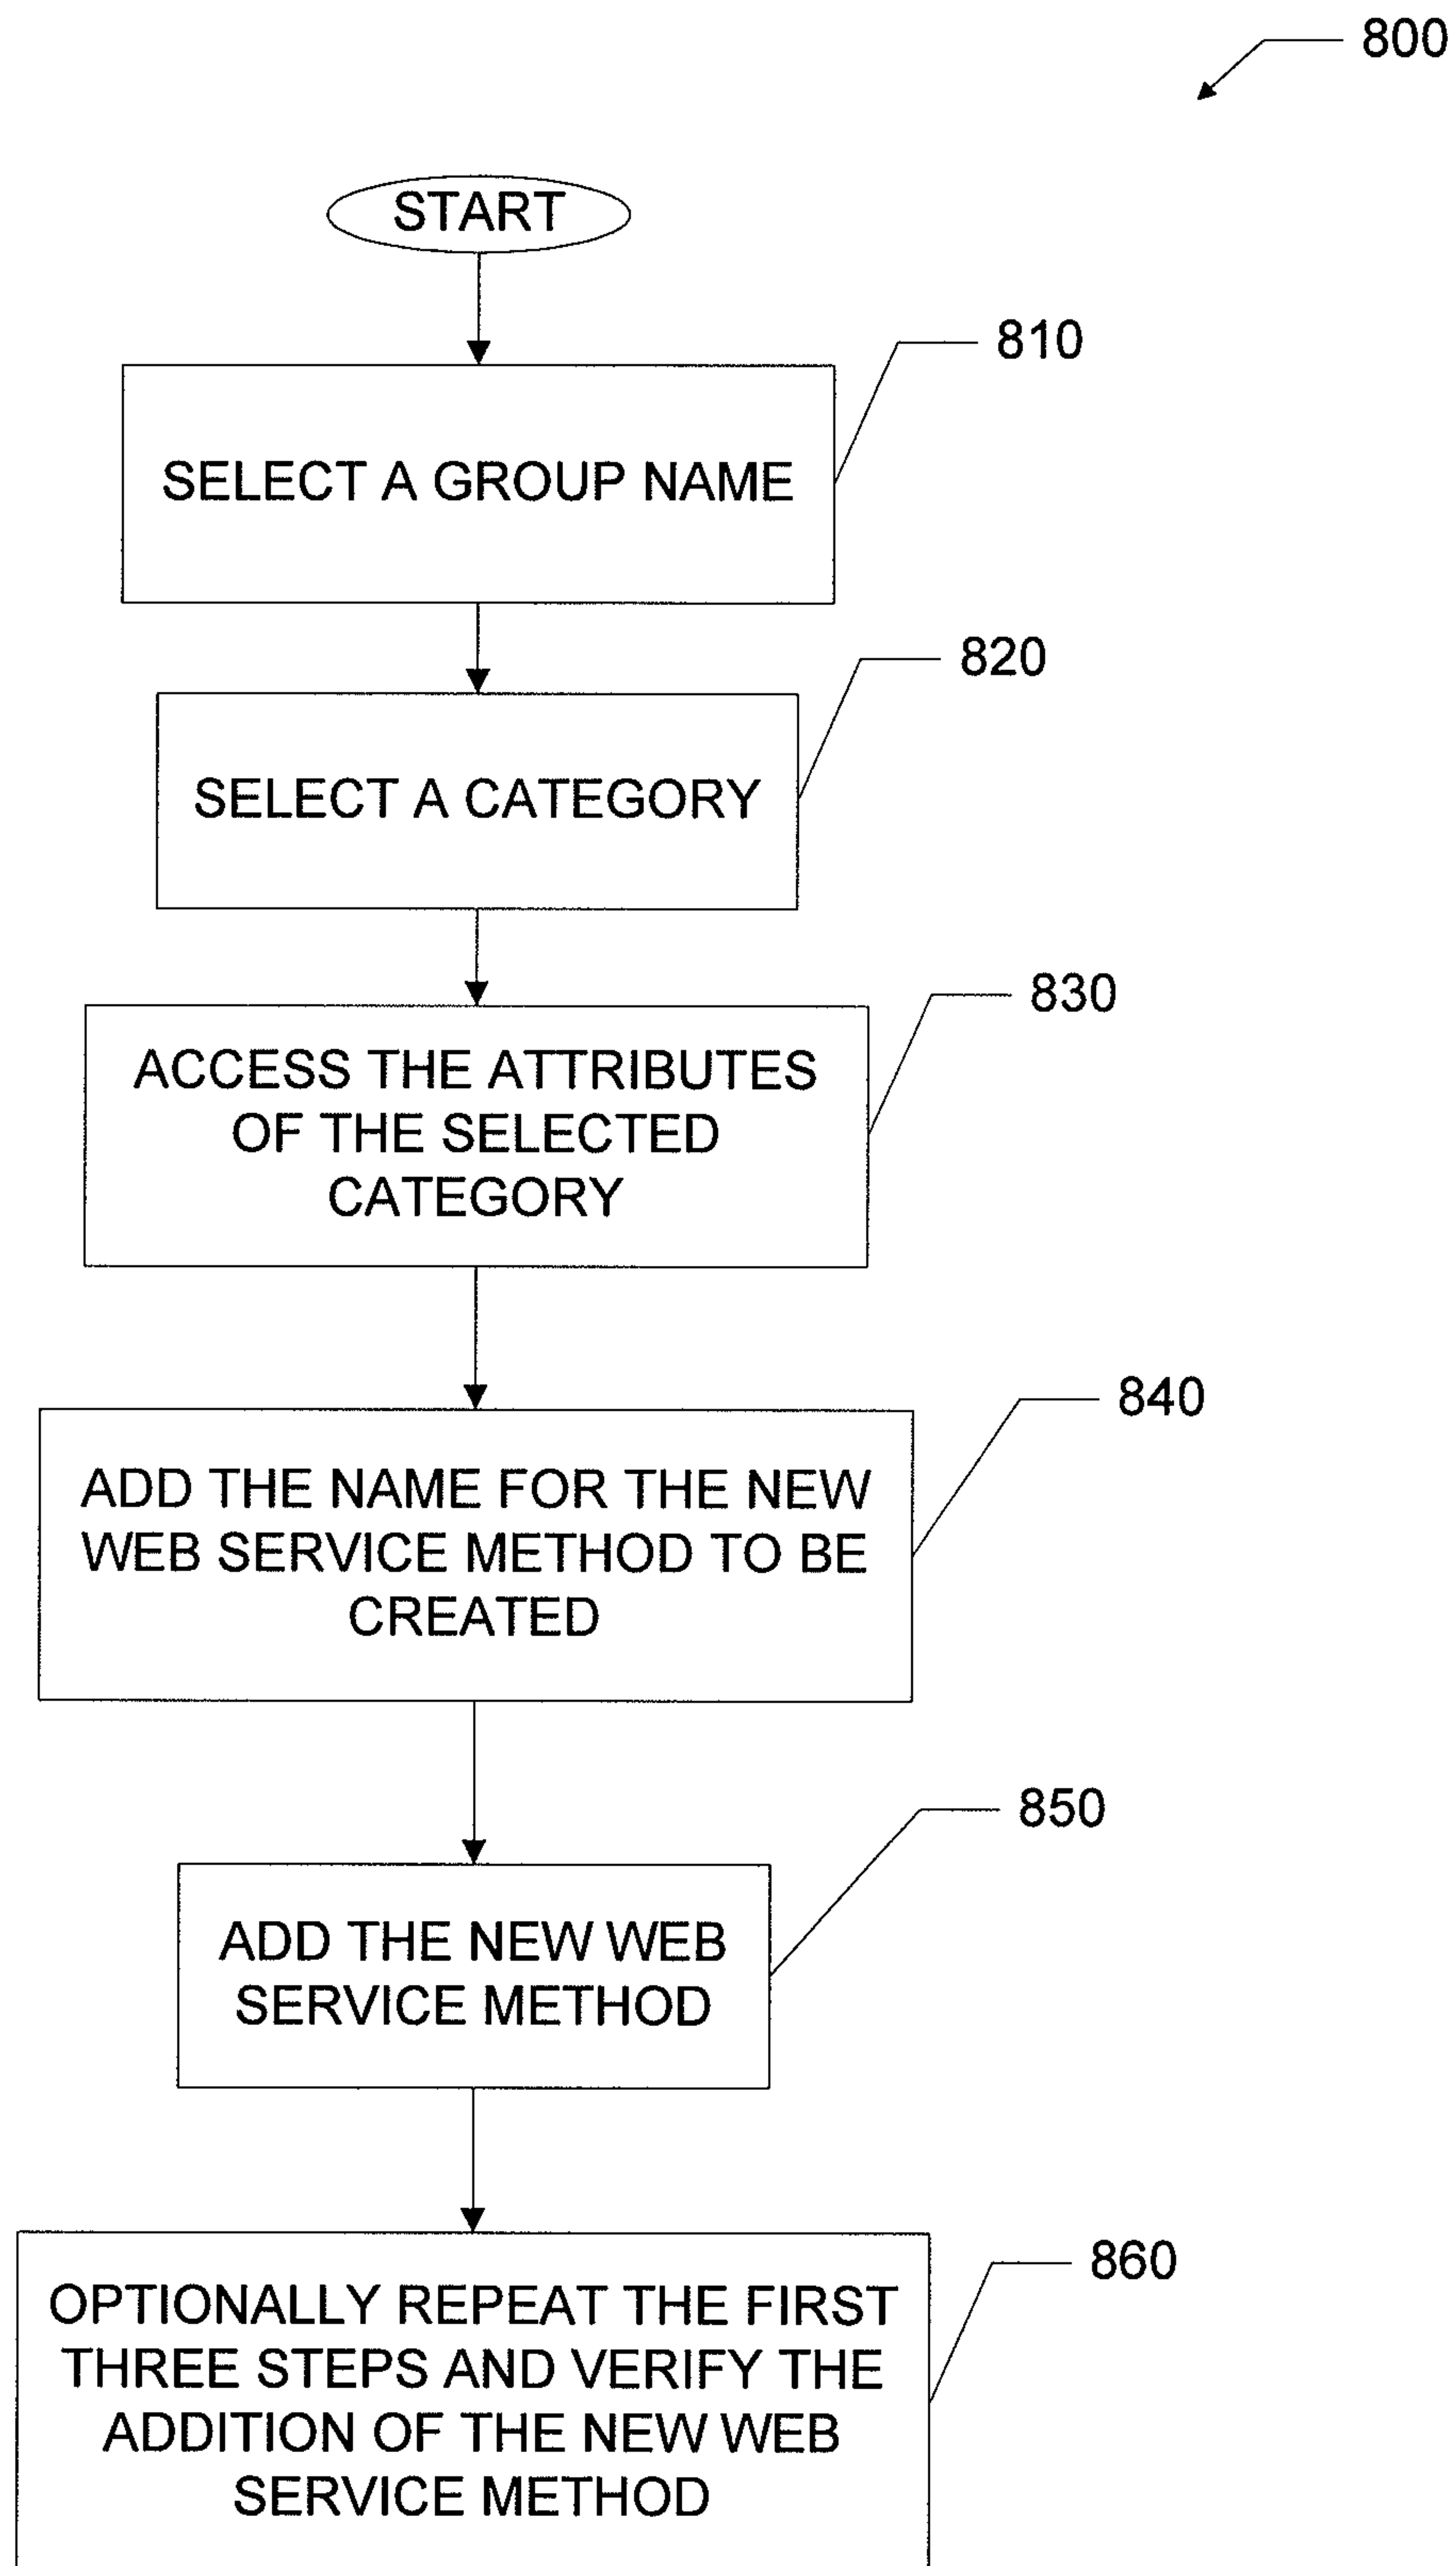 800
START
810
SELECT A GROUP NAME
820
SELECT A CATEGORY
830
ACCESS THE ATTRIBUTES
OF THE SELECTED
CATEGORY
840
ADD THE NAME FOR THE NEW
WEB SERVICE METHOD TO BE
CREATED
850
ADD THE NEW WEB
SERVICE METHOD
860
OPTIONALLY REPEAT THE FIRST
THREE STEPS AND VERIFY THE
ADDITION OF THE NEW WEB
SERVICE METHOD